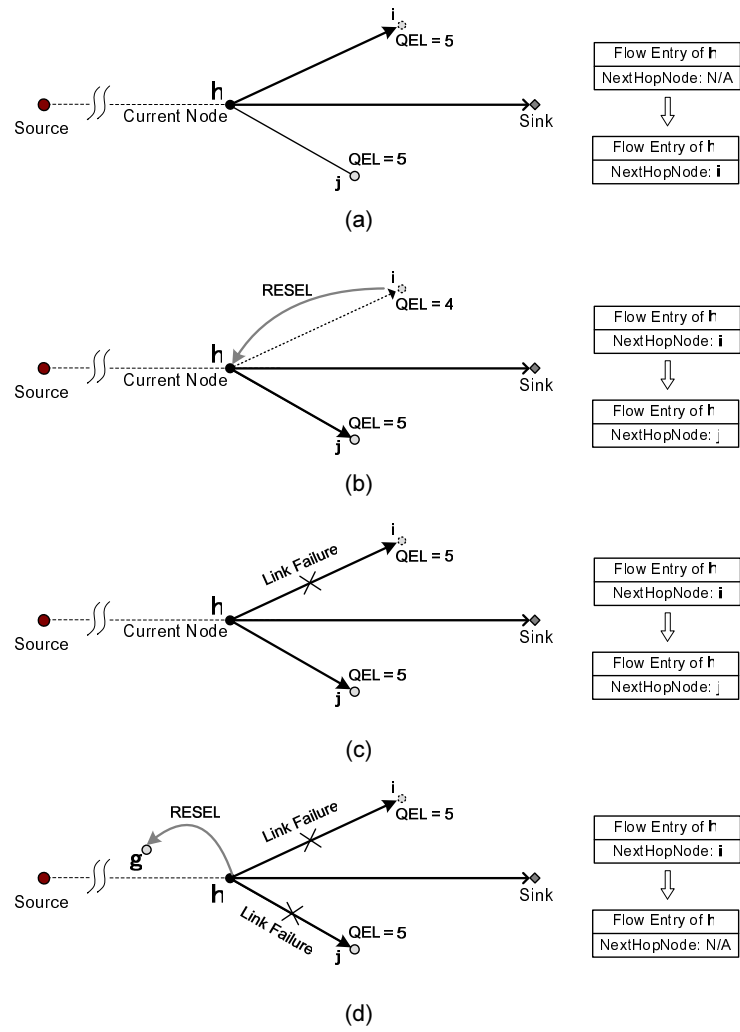 i
QEL = 5
Flow Entry of h
NextHopNode: N/A
h
Source
Current Node
Sink
QEL = 5
j
Flow Entry of h
NextHopNode: i
(a)
i
RESEL
QEL = 4
Flow Entry of h
NextHopNode: i
h
Source
Current Node
Sink
QEL = 5
j
Flow Entry of h
NextHopNode: j
(b)
i
Link Failure
QEL = 5
Flow Entry of h
NextHopNode: i
h
Source
Current Node
Sink
QEL = 5
j
Flow Entry of h
NextHopNode: j
(c)
i
RESEL
Link Failure
QEL = 5
Flow Entry of h
NextHopNode: i
g
h
Source
Sink
Link Failure
QEL = 5
j
Flow Entry of h
NextHopNode: N/A
(d)